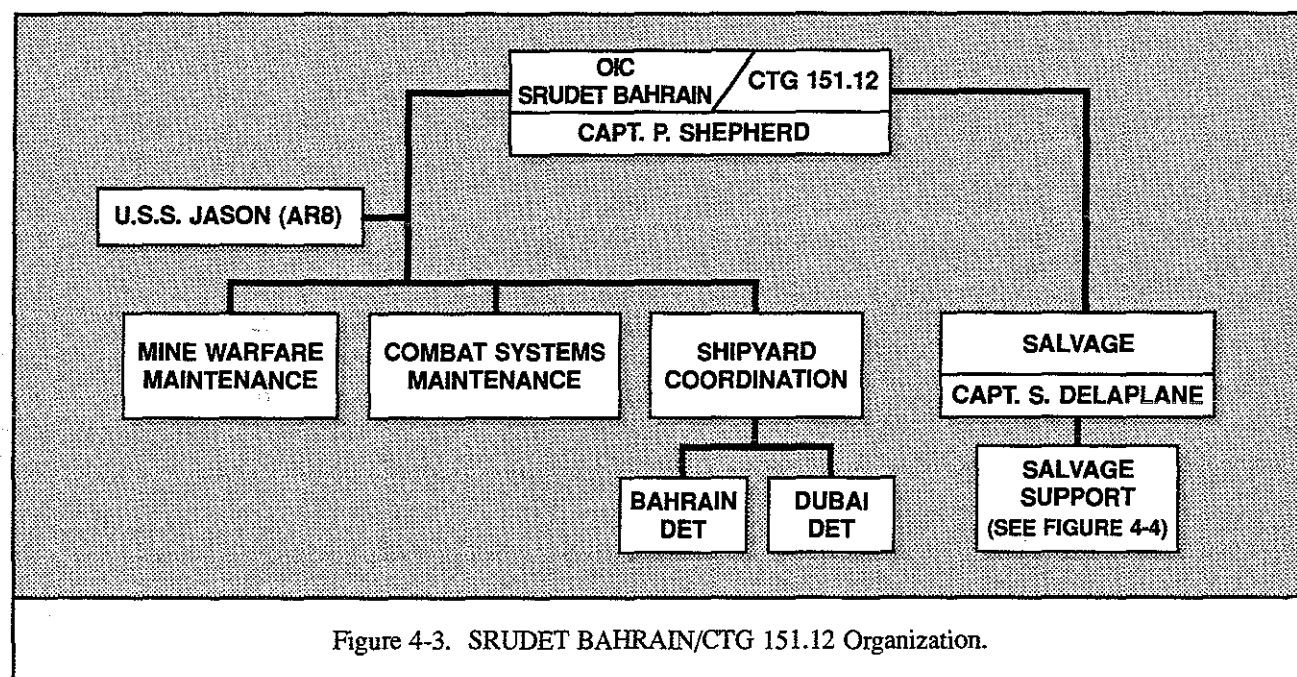 OIC
SRUDET BAHRAIN / CTG 151.12
CAPT. P. SHEPHERD
U.S.S. JASON (AR8)
MINE WARFARE
MAINTENANCE
COMBAT SYSTEMS
MAINTENANCE
SHIPYARD
COORDINATION
SALVAGE
CAPT. S. DELAPLANE
BAHRAIN
DET
DUBAI
DET
SALVAGE
SUPPORT
(SEE FIGURE 4-4)
Figure 4-3. SRUDET BAHRAIN/CTG 151.12 Organization.